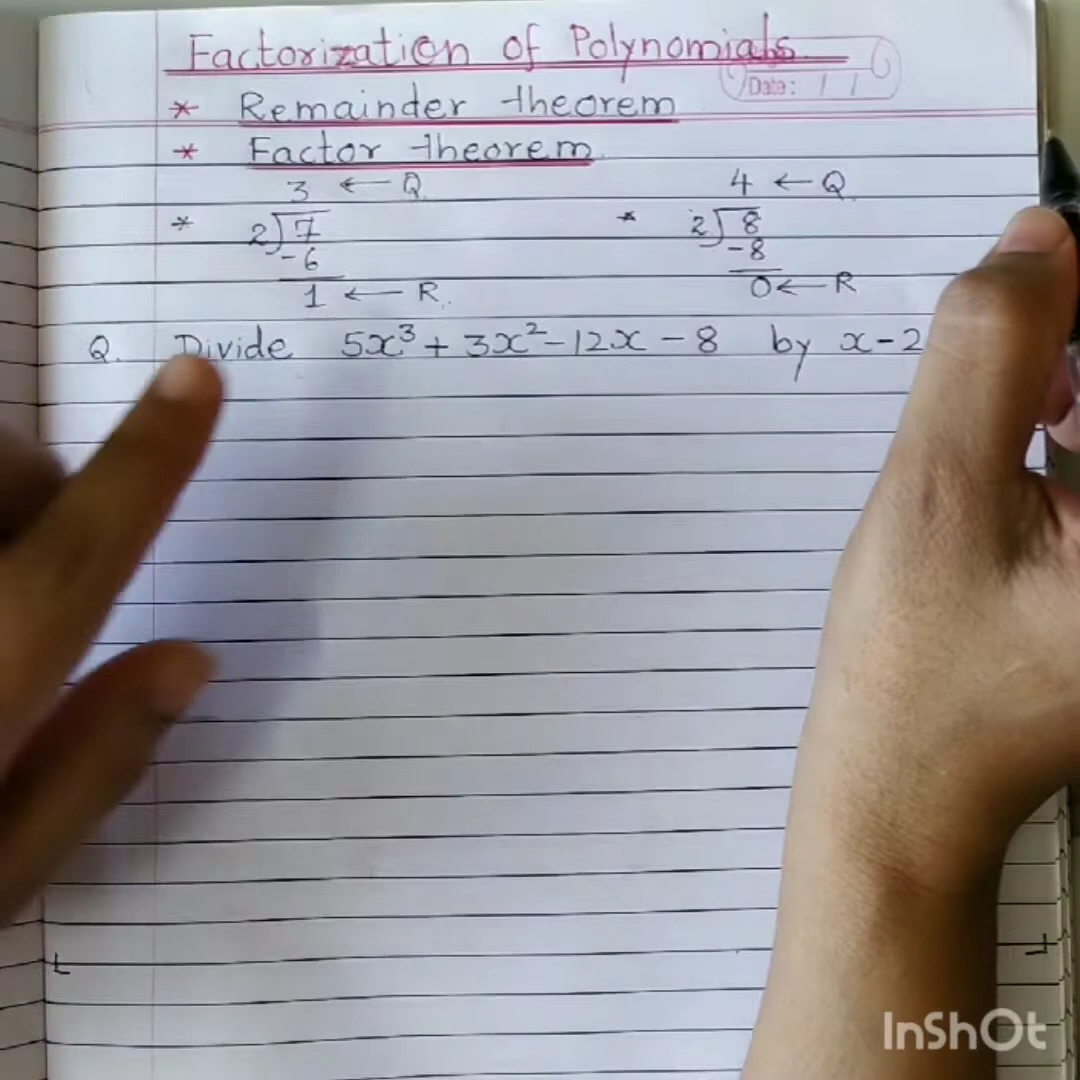 Factorization of Polynomials
Date: / /
* Remainder theorem
* Factor theorem.
3 ← Q
* 2)7
-6
1 ← R.
4 ← Q
* 2)8
-8
0 ← R
Q. Divide 5x³ + 3x² - 12x - 8 by x - 2
InShOt